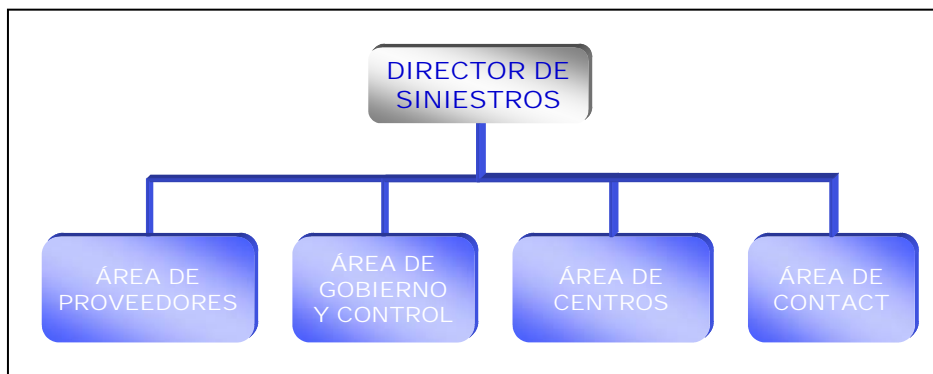 DIRECTOR DE
SINIESTROS
ÁREA DE
PROVEEDORES
ÁREA DE
GOBIERNO
Y CONTROL
ÁREA DE
CENTROS
ÁREA DE
CONTACT